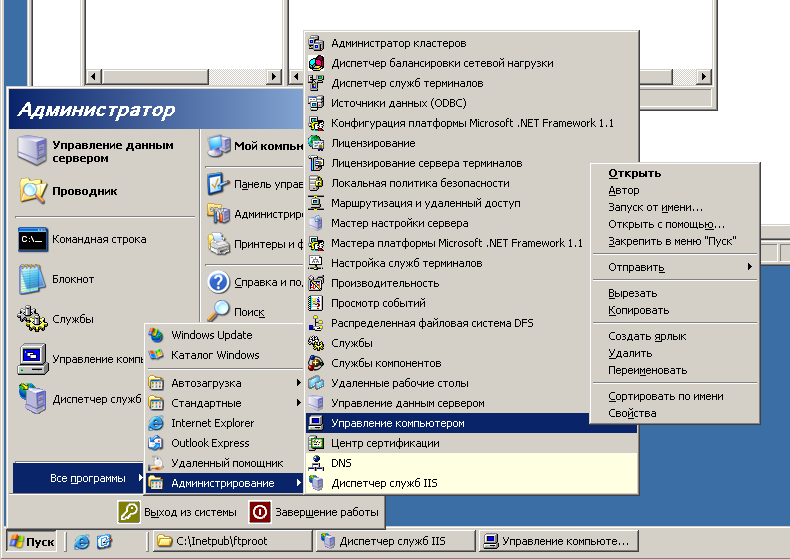 Администратор
Управление данным
сервером
Проводник
Командная строка
Блокнот
Службы
Управление комп
Диспетчер служб
Все программы
Мой компьн
Панель упра
Администрир
Принтеры и ф
Справка и по
Поиск
Windows Update
Каталог Windows
Автозагрузка
Стандартные
Internet Explorer
Outlook Express
Удаленный помощник
Администрирование
Администратор кластеров
Диспетчер балансировки сетевой нагрузки
Диспетчер служб терминалов
Источники данных (ODBC)
Конфигурация платформы Microsoft .NET Framework 1.1
Лицензирование
Лицензирование сервера терминалов
Локальная политика безопасности
Маршрутизация и удаленный доступ
Мастер настройки сервера
Мастера платформы Microsoft .NET Framework 1.1
Настройка служб терминалов
Производительность
Просмотр событий
Распределенная файловая система DFS
Службы
Службы компонентов
Удаленные рабочие столы
Управление данным сервером
Управление компьютером
Центр сертификации
DNS
Диспетчер служб IIS
Открыть
Автор
Запуск от имени...
Открыть с помощью...
Закрепить в меню "Пуск"
Отправить
Вырезать
Копировать
Создать ярлык
Удалить
Переименовать
Сортировать по имени
Свойства
Выход из системы
Завершение работы
Пуск
C:\Inetpub\ftproot
Диспетчер служб IIS
Управление компьюте...